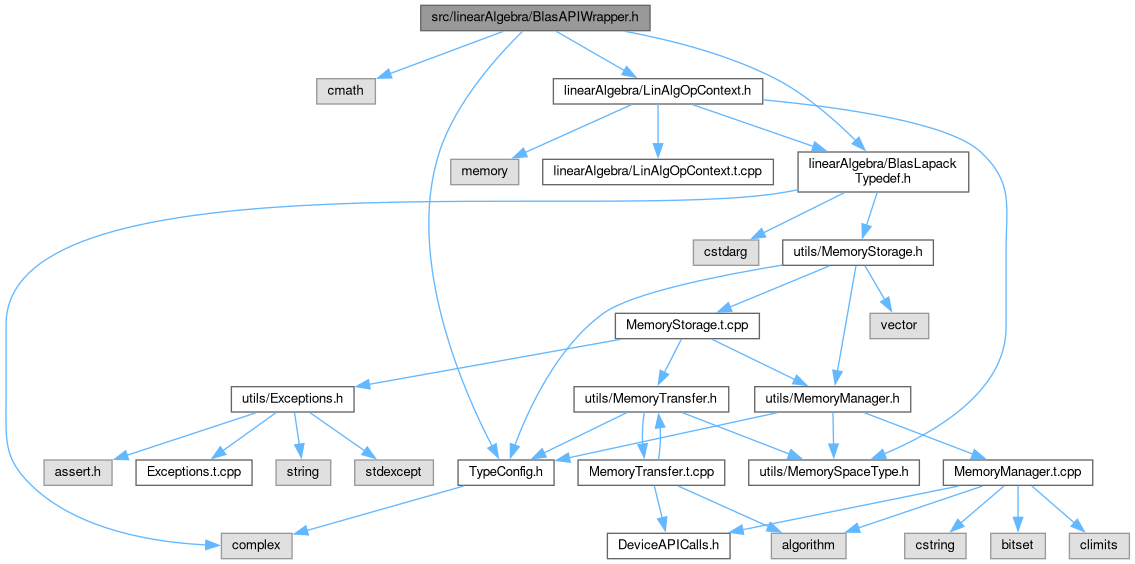 src/linearAlgebra/BlasAPIWrapper.h
cmath
linearAlgebra/LinAlgOpContext.h
memory
linearAlgebra/LinAlgOpContext.t.cpp
linearAlgebra/BlasLapack
Typedef.h
cstdarg
utils/MemoryStorage.h
MemoryStorage.t.cpp
vector
utils/Exceptions.h
utils/MemoryTransfer.h
utils/MemoryManager.h
assert.h
Exceptions.t.cpp
string
stdexcept
TypeConfig.h
MemoryTransfer.t.cpp
utils/MemorySpaceType.h
MemoryManager.t.cpp
complex
DeviceAPICalls.h
algorithm
cstring
bitset
climits